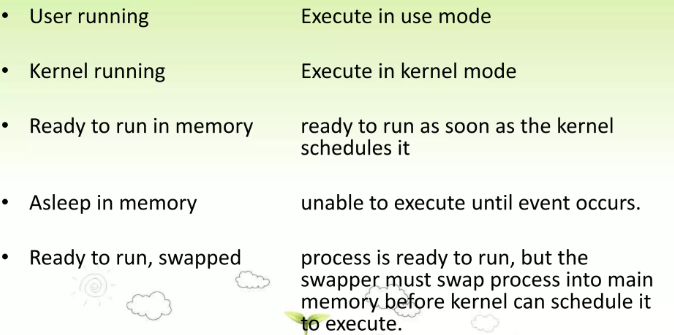 • User running Execute in use mode
• Kernel running Execute in kernel mode
• Ready to run in memory ready to run as soon as the kernel
schedules it
• Asleep in memory unable to execute until event occurs.
• Ready to run, swapped process is ready to run, but the
swapper must swap process into main
memory before kernel can schedule it
to execute.